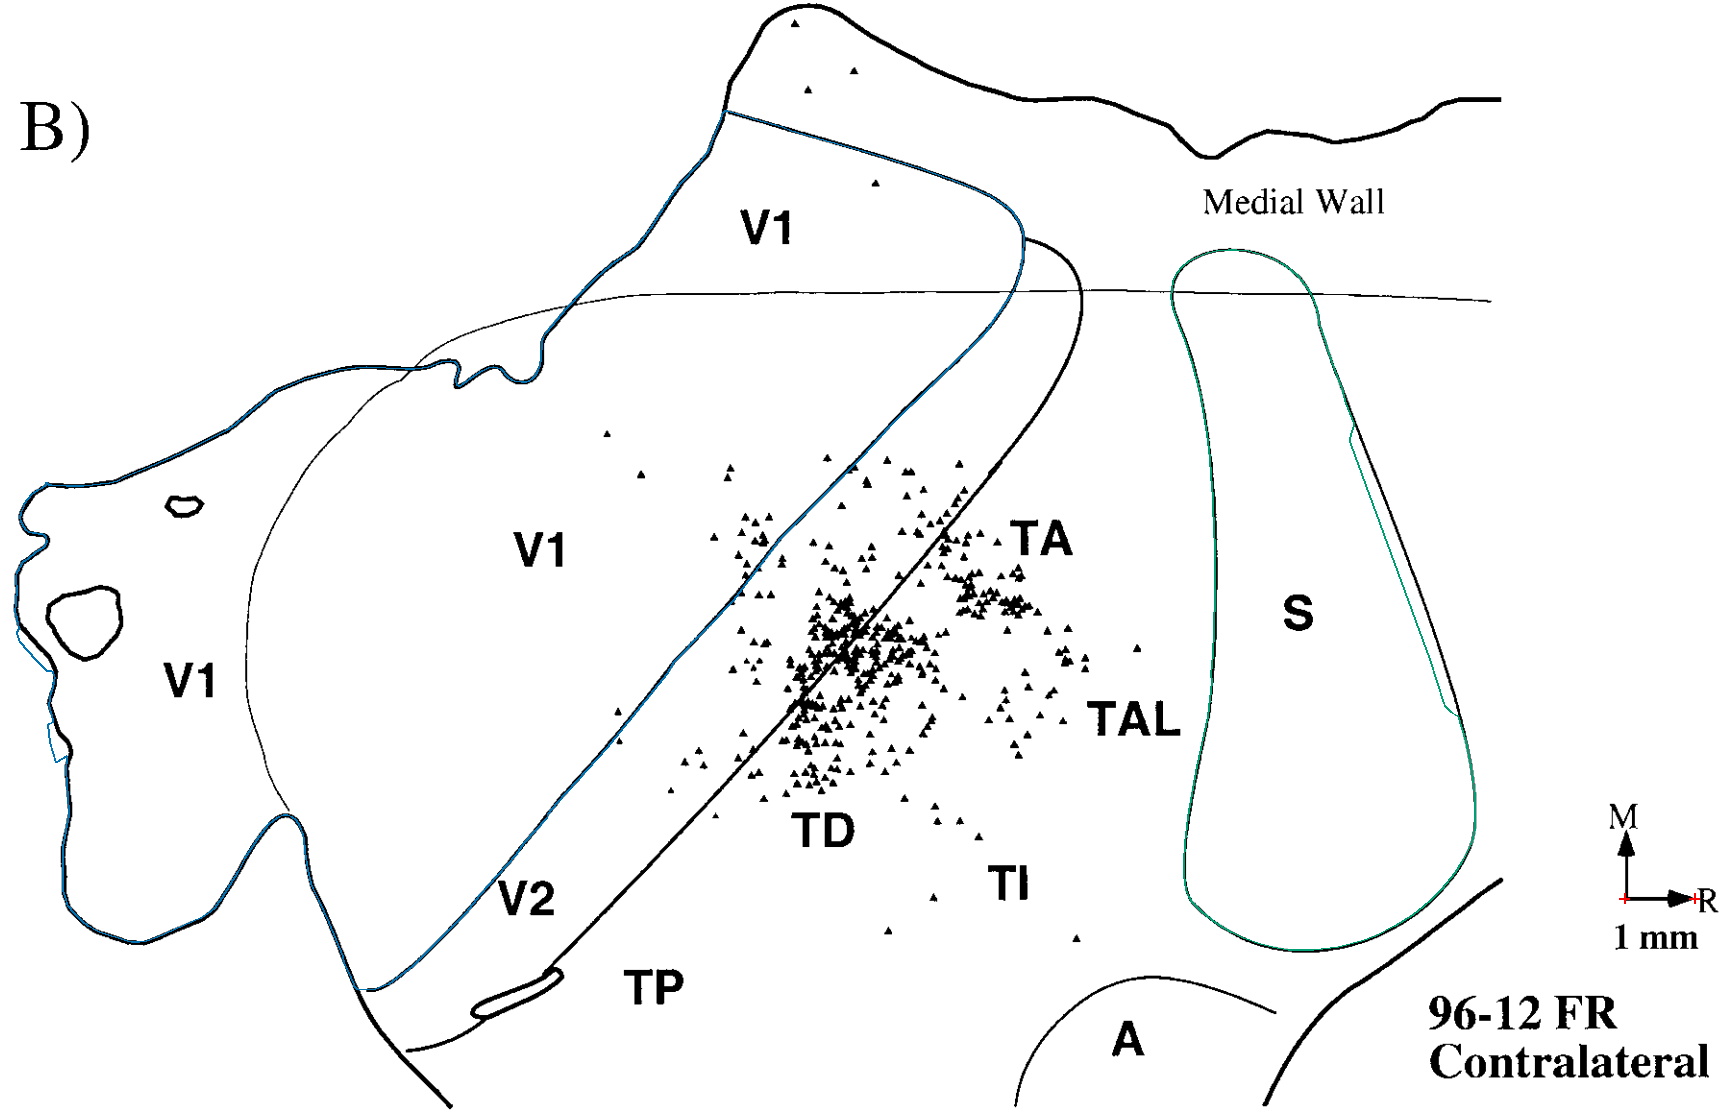 B)
V1
Medial Wall
V1
TA
S
V1
TAL
TD
TI
V2
TP
A
M
R
1 mm
96-12 FR
Contralateral